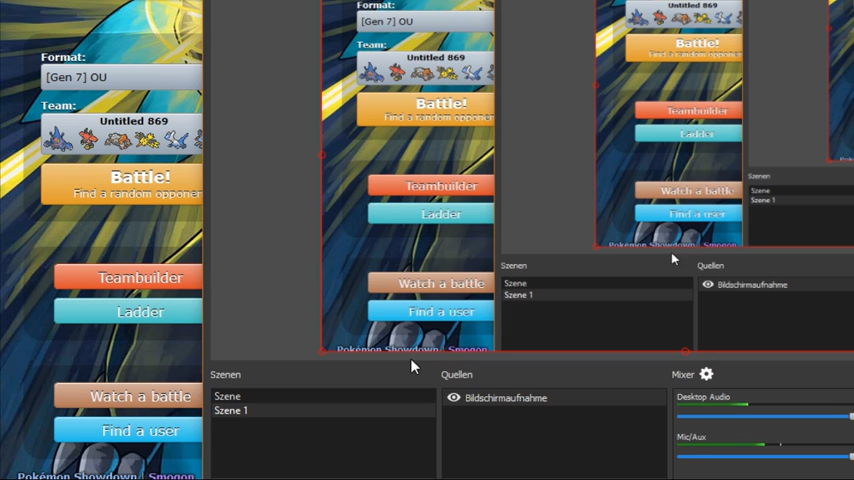 Format:
[Gen 7] OU
Team:
Untitled 869
Battle!
Find a random opponen
Teambuilder
Ladder
Watch a battle
Find a user
Pokémon Showdown | Smogon
Format:
[Gen 7] OU
Team:
Untitled 869
Battle!
Find a random oppone
Teambuilder
Ladder
Watch a battle
Find a user
Pokémon Showdown | Smogon
Untitled 869
Battle!
Find a random oppone
Teambuilder
Ladder
Watch a battle
Find a user
Pokémon Showdown | Smogon
Szenen
Szene
Szene 1
Szenen
Szene
Szene 1
Quellen
Bildschirmaufnahme
Szenen
Szene
Szene 1
Quellen
Bildschirmaufnahme
Mixer
Desktop Audio
Mic/Aux